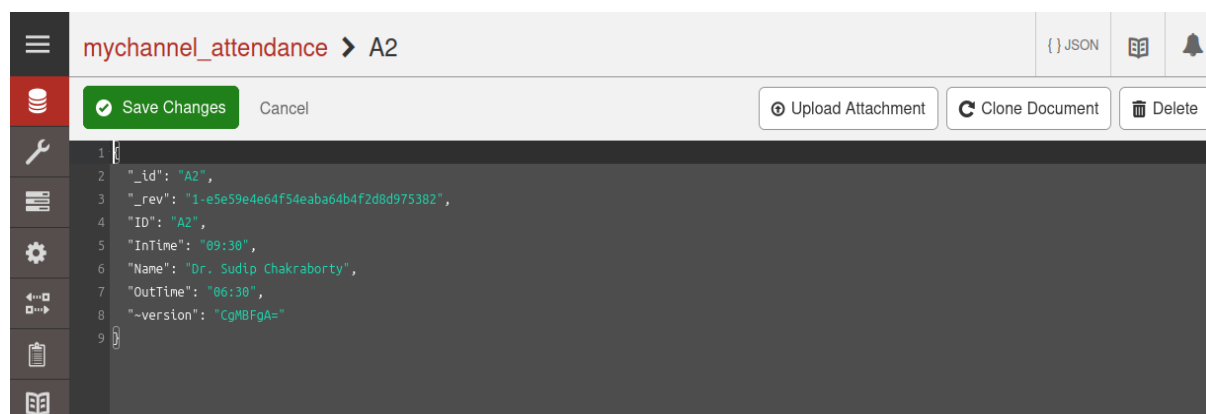 mychannel_attendance > A2
{ } JSON
Save Changes
Cancel
Upload Attachment
Clone Document
Delete
1 {
2 "_id": "A2",
3 "_rev": "1-e5e59e4e64f54eaba64b4f2d8d975382",
4 "ID": "A2",
5 "InTime": "09:30",
6 "Name": "Dr. Sudip Chakraborty",
7 "OutTime": "06:30",
8 "~version": "CgMBFgA="
9 }